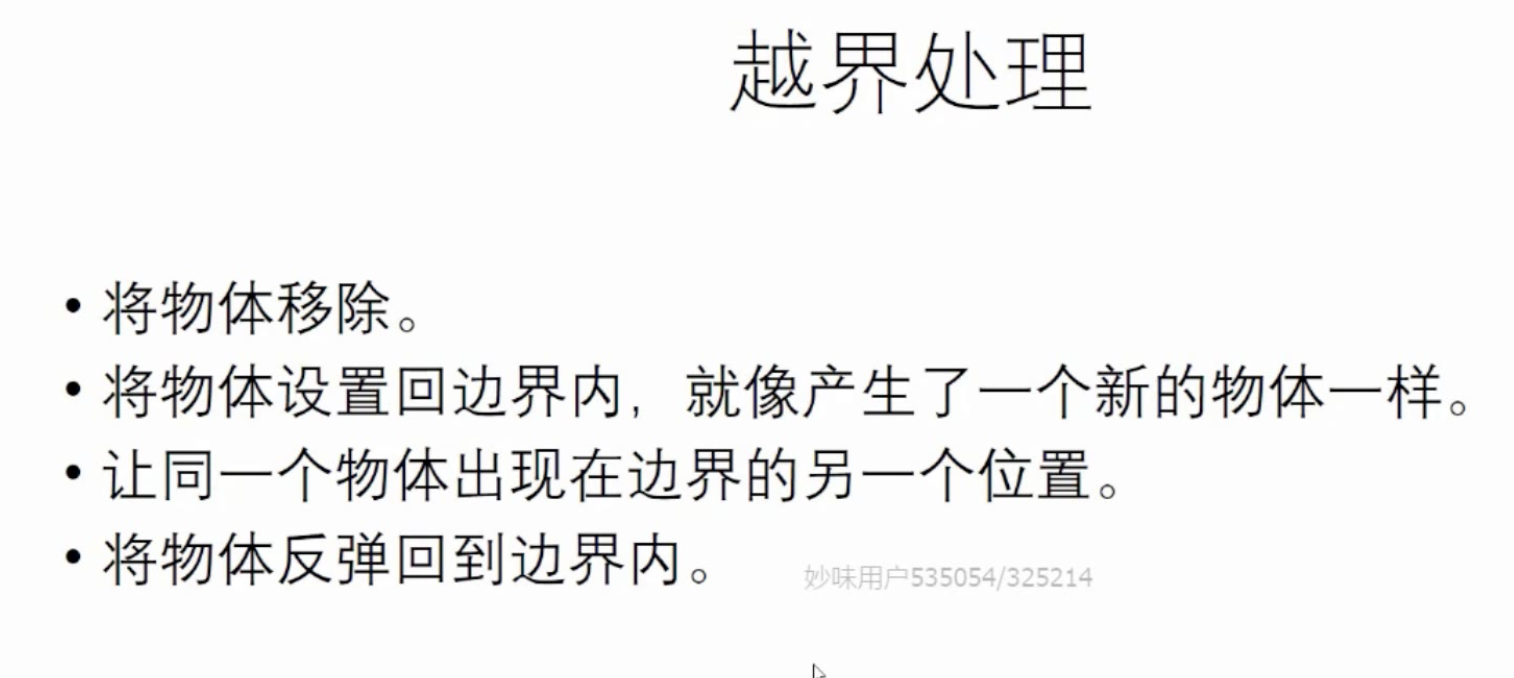 越界处理
• 将物体移除。
• 将物体设置回边界内，就像产生了一个新的物体一样。
• 让同一个物体出现在边界的另一个位置。
• 将物体反弹回到边界内。
妙味用户535054/325214